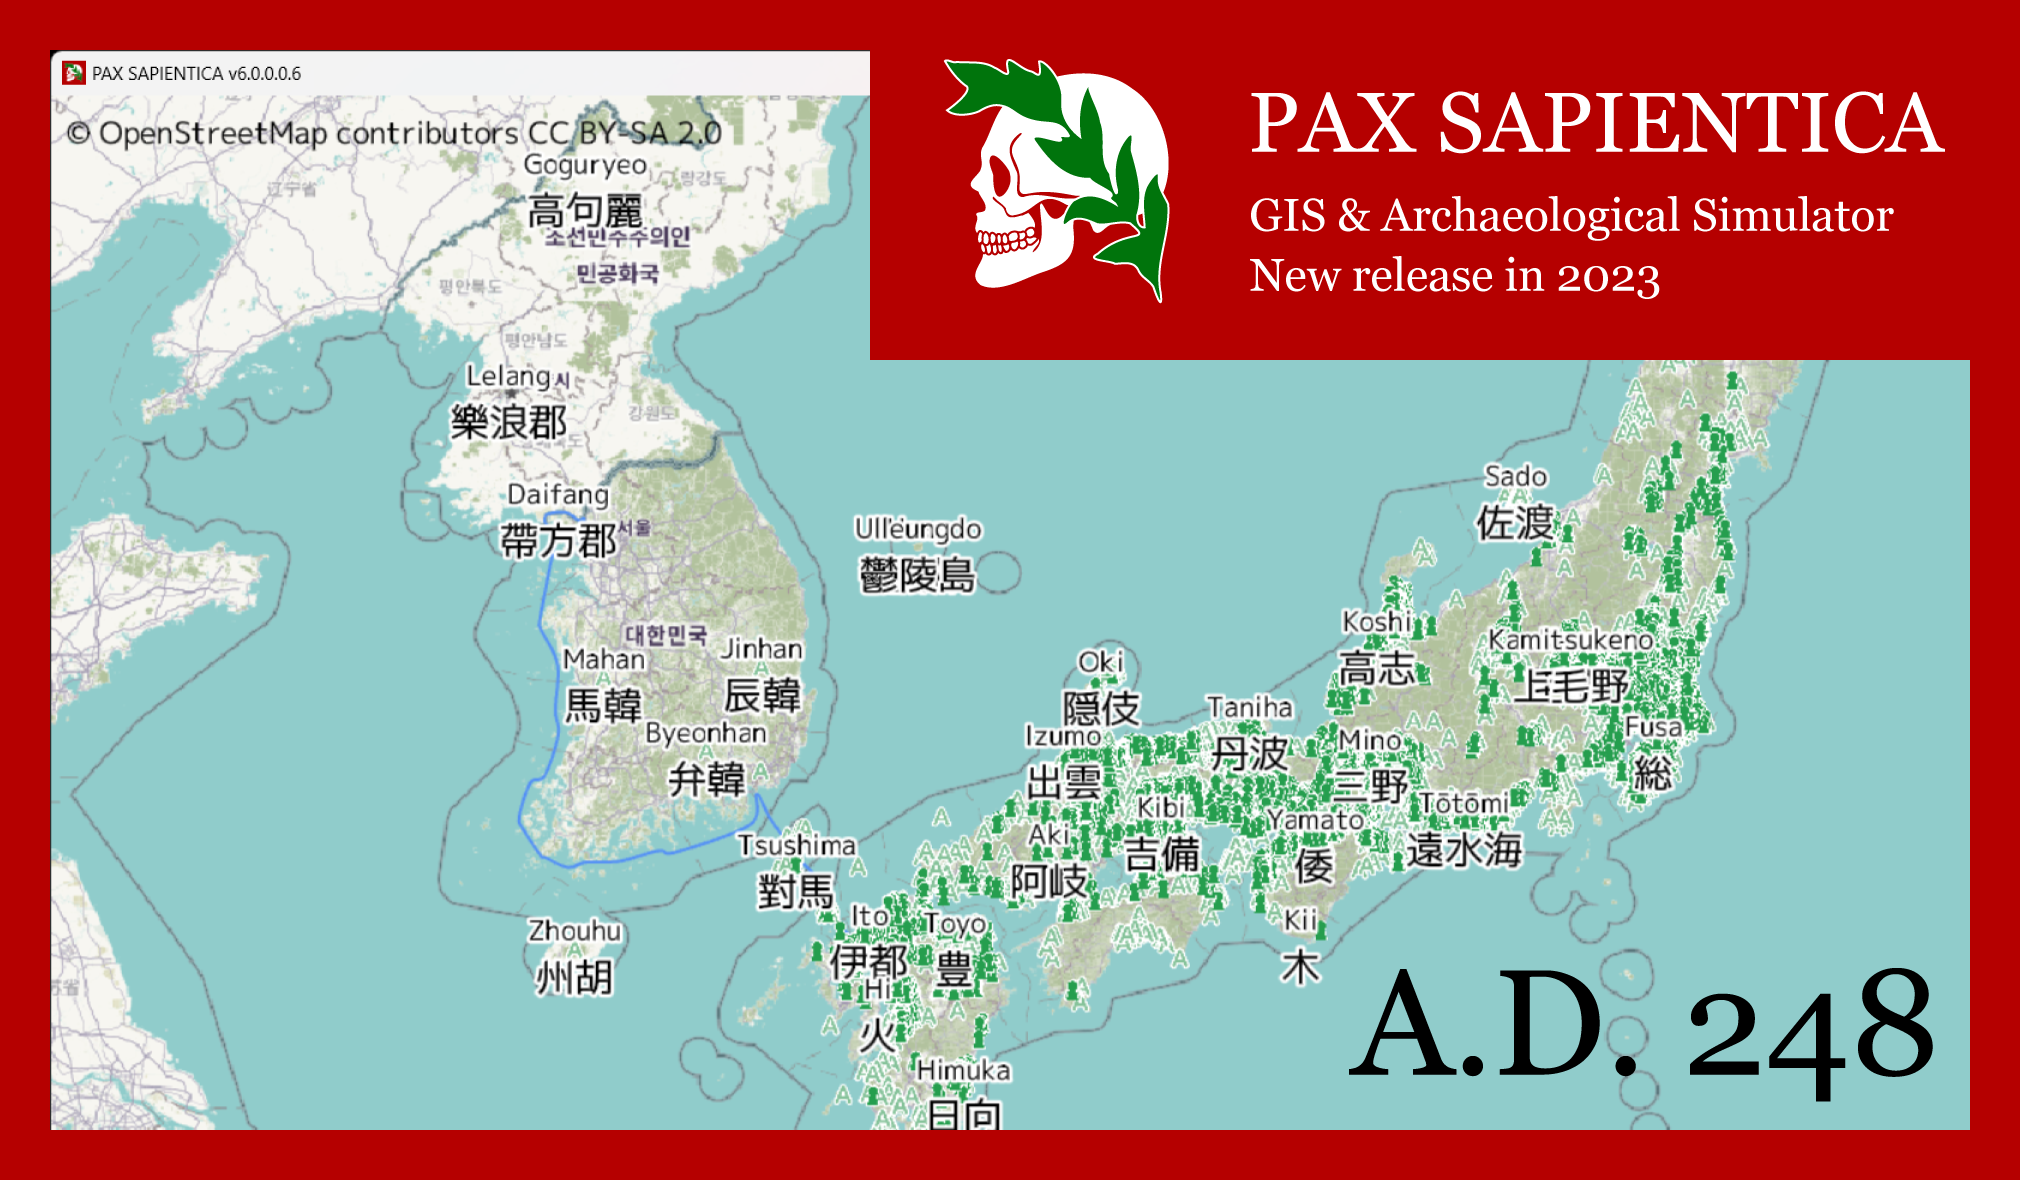 PAX SAPIENTICA v6.0.0.0.6
© OpenStreetMap contributors CC BY-SA 2.0
PAX SAPIENTICA
GIS & Archaeological Simulator
New release in 2023
Goguryeo
高句麗
辽宁省
량강도
조선민주주의인
민공화국
평안북도
평안남도
Lelang
시
樂浪郡
강원도
Daifang
帶方郡
서울
Ulleungdo
鬱陵島
Sado
佐渡
대한민국
Mahan
馬韓
Jinhan
辰韓
Byeonhan
弁韓
Koshi
高志
Kamitsukeno
上毛野
Oki
隠伎
Taniha
丹波
Izumo
出雲
Mino
三野
Fusa
総
Kibi
吉備
Yamato
倭
Tōtōmi
遠水海
Aki
阿岐
Tsushima
對馬
Zhouhu
州胡
Ito
伊都
Toyo
豊
Kii
木
Hi
火
Himuka
日向
A.D. 248